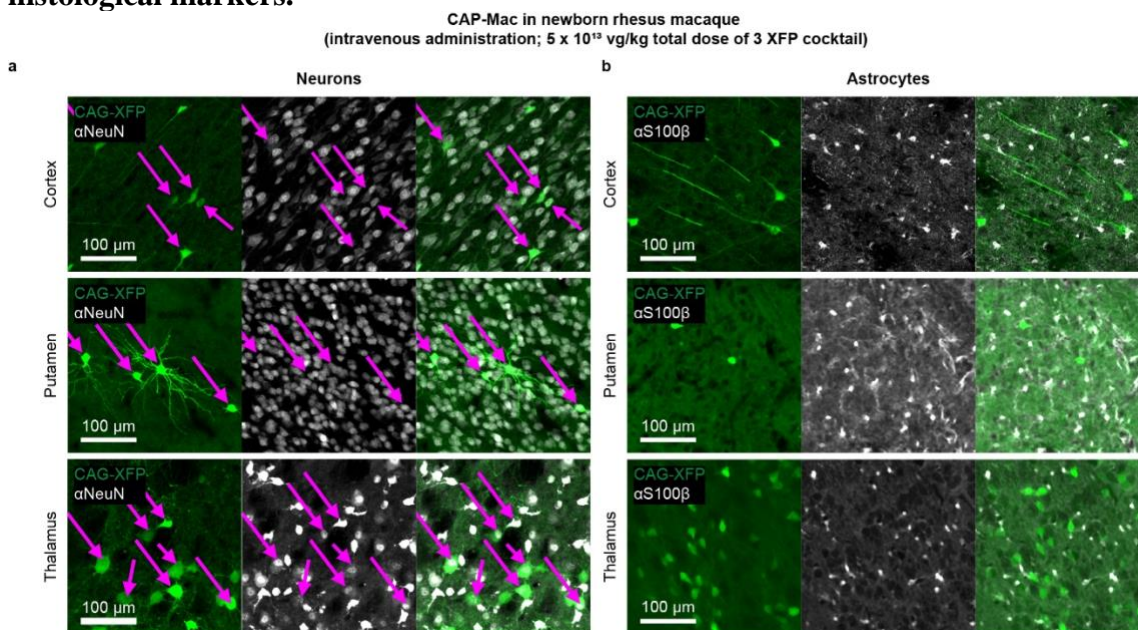 histological markers.
CAP-Mac in newborn rhesus macaque
(intravenous administration; 5 x 10¹³ vg/kg total dose of 3 XFP cocktail)
a
Neurons
Cortex
CAG-XFP
αNeuN
100 µm
Putamen
CAG-XFP
αNeuN
100 µm
Thalamus
CAG-XFP
αNeuN
100 µm
b
Astrocytes
Cortex
CAG-XFP
αS100β
100 µm
Putamen
CAG-XFP
αS100β
100 µm
Thalamus
CAG-XFP
αS100β
100 µm